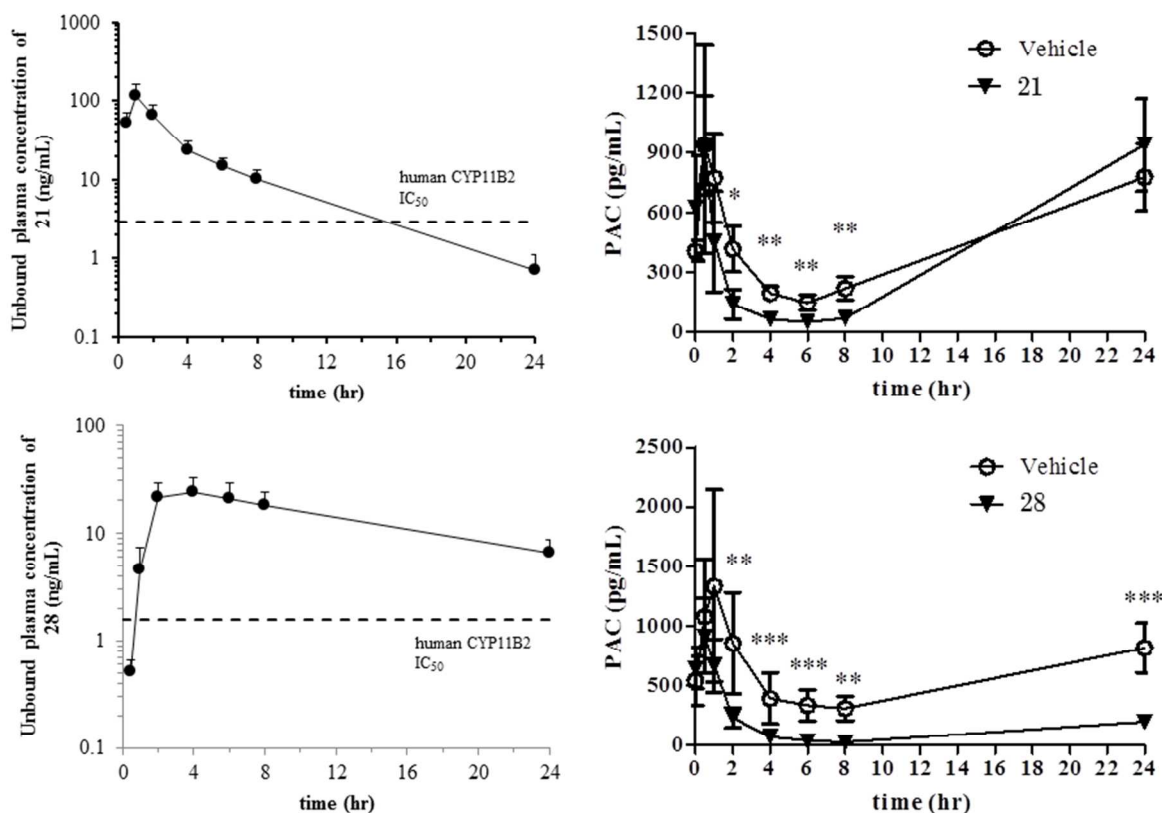 Unbound plasma concentration of
21 (ng/mL)
1000
100
10
1
0.1
human CYP11B2
IC50
0 4 8 12 16 20 24
time (hr)
PAC (pg/mL)
1500
1200
900
600
300
0
Vehicle
21
* ** ** **
0 2 4 6 8 10 12 14 16 18 20 22 24
time (hr)
Unbound plasma concentration of
28 (ng/mL)
100
10
1
0.1
human CYP11B2
IC50
0 4 8 12 16 20 24
time (hr)
PAC (pg/mL)
2500
2000
1500
1000
500
0
Vehicle
28
** *** *** ** ***
0 2 4 6 8 10 12 14 16 18 20 22 24
time (hr)